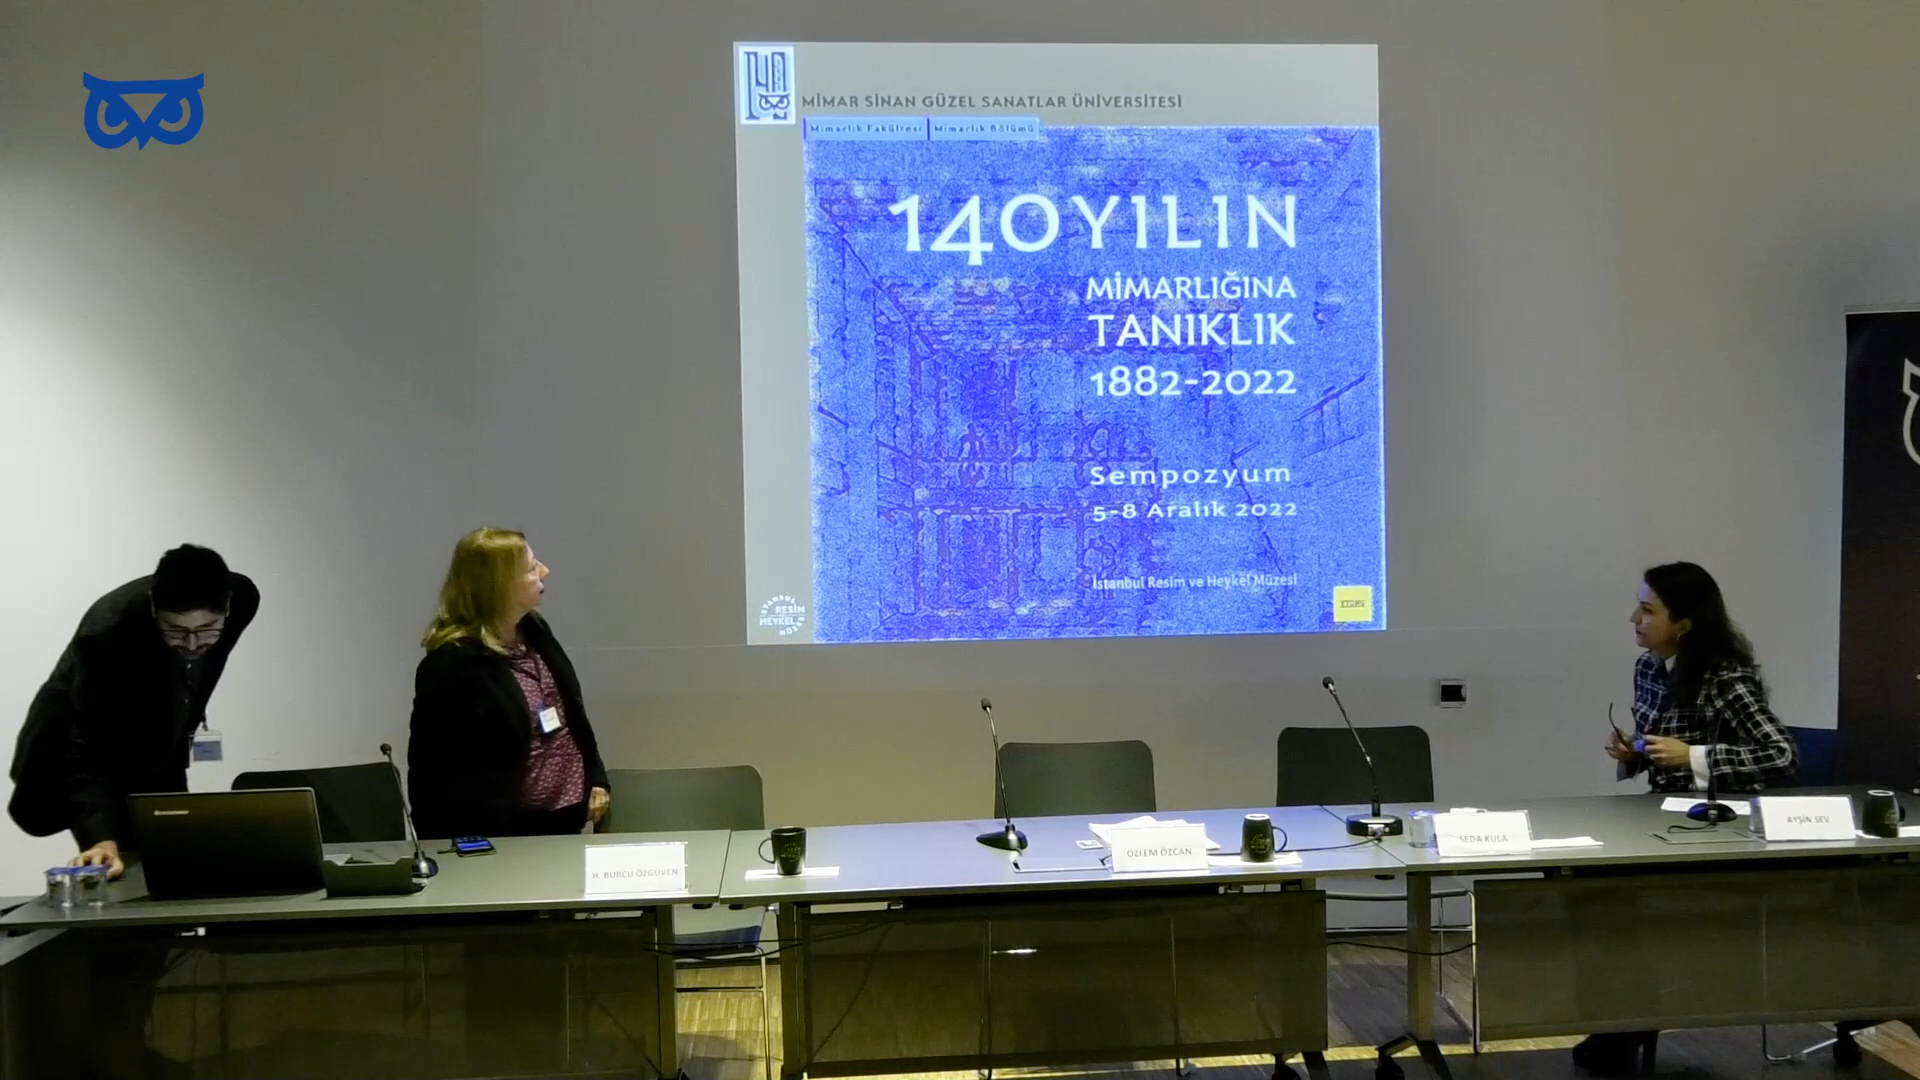 MİMAR SİNAN GÜZEL SANATLAR ÜNİVERSİTESİ
Mimarlık Fakültesi Mimarlık Bölümü
140 YILIN
MİMARLIĞINA
TANIKLIK
1882-2022
Sempozyum
5-8 Aralık 2022
İstanbul Resim ve Heykel Müzesi
İSTANBUL
RESİM
HEYKEL
MÜZESİ
H. BURCU ÖZGÜVEN
ÖZLEM ÖZCAN
SEDA KULA
AYŞİN SEV